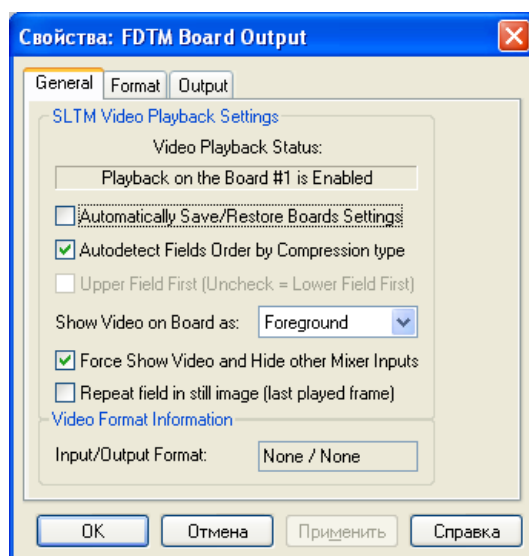 Свойства: FDTM Board Output
General Format Output
SLTM Video Playback Settings
Video Playback Status:
Playback on the Board #1 is Enabled
Automatically Save/Restore Boards Settings
Autodetect Fields Order by Compression type
Upper Field First (Uncheck = Lower Field First)
Show Video on Board as: Foreground
Force Show Video and Hide other Mixer Inputs
Repeat field in still image (last played frame)
Video Format Information
Input/Output Format: None / None
OK Отмена Применить Справка